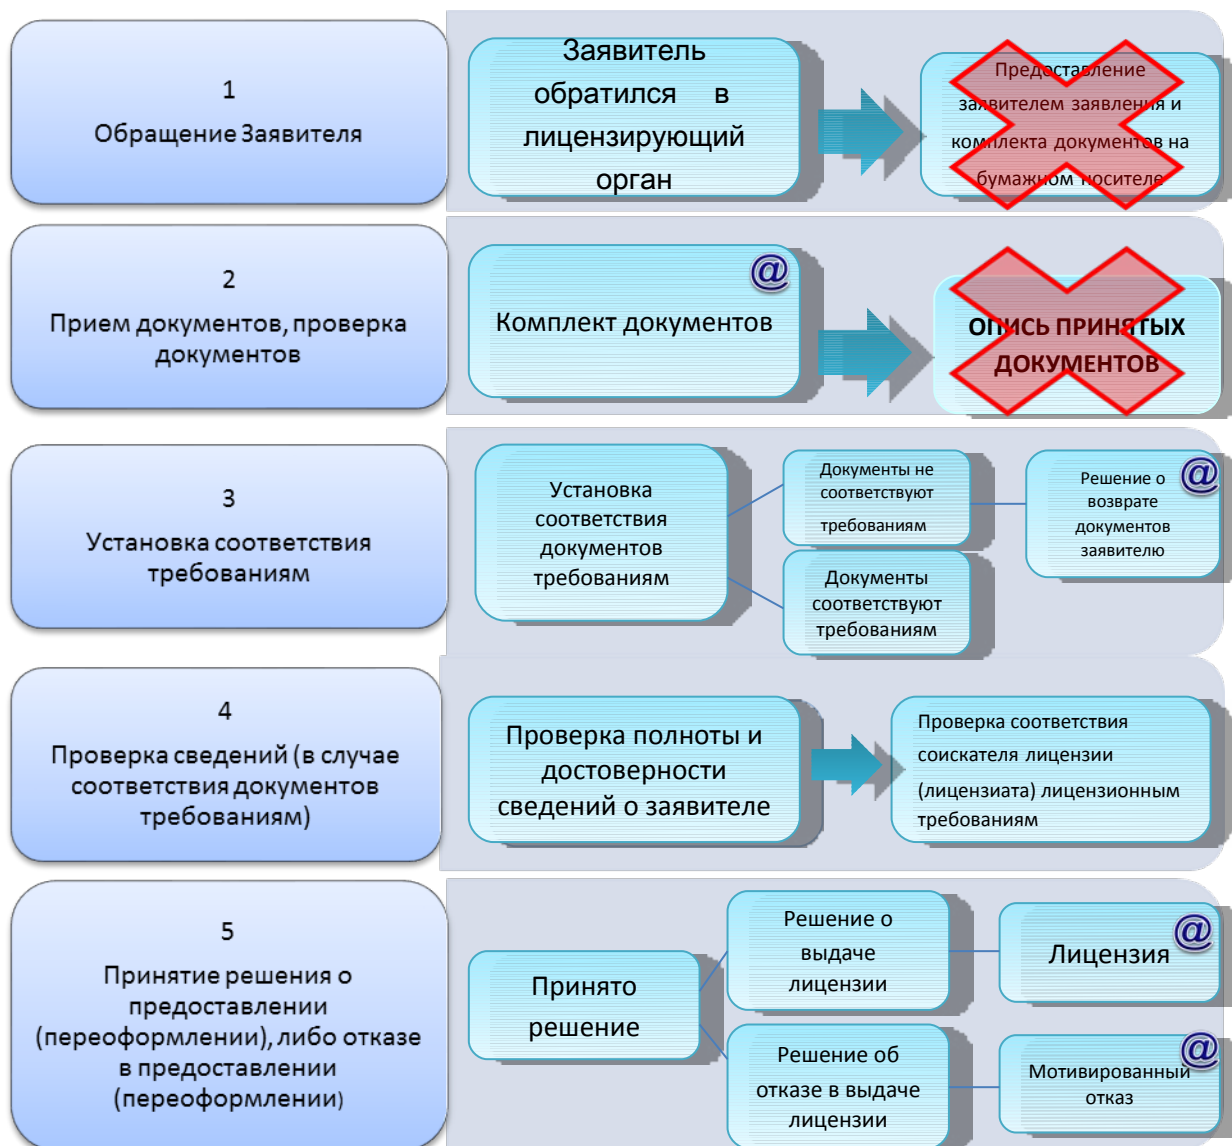 1
Обращение Заявителя
Заявитель
обратился в
лицензирующий
орган
Предоставление
заявителем заявления и
комплекта документов на
бумажном носителе
2
Прием документов, проверка
документов
@
Комплект документов
ОПИСЬ ПРИНЯТЫХ
ДОКУМЕНТОВ
3
Установка соответствия
требованиям
Установка
соответствия
документов
требованиям
Документы не
соответствуют
требованиям
@
Решение о
возврате
документов
заявителю
Документы
соответствуют
требованиям
4
Проверка сведений (в случае
соответствия документов
требованиям)
Проверка полноты и
достоверности
сведений о заявителе
Проверка соответствия
соискателя лицензии
(лицензиата) лицензионным
требованиям
5
Принятие решения о
предоставлении
(переоформлении), либо отказе
в предоставлении
(переоформлении)
Принято
решение
Решение о
выдаче
лицензии
@
Лицензия
Решение об
отказе в выдаче
лицензии
@
Мотивированный
отказ